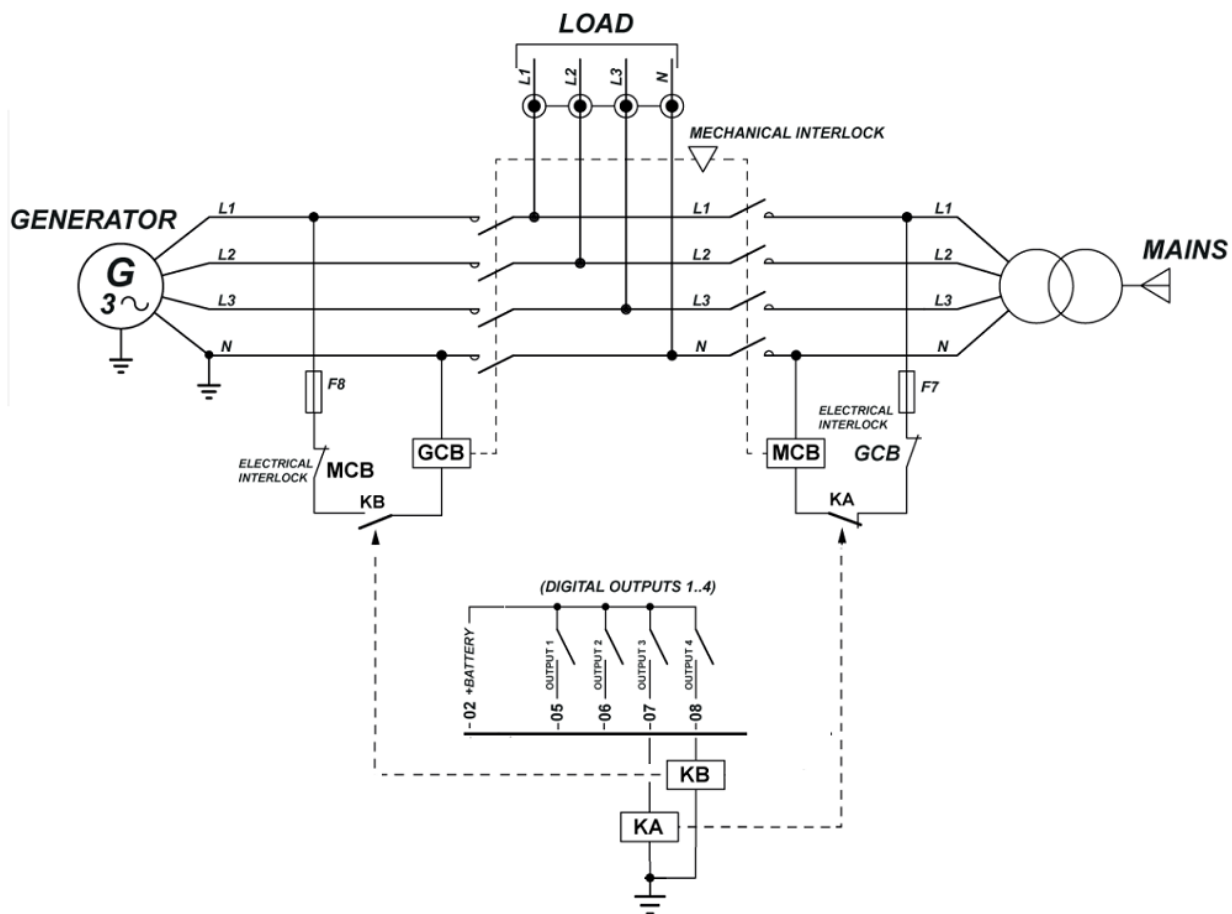 LOAD
L1
L2
L3
N
MECHANICAL INTERLOCK
GENERATOR
L1
L1
L1
G
3
L2
L2
L2
MAINS
L3
L3
L3
N
N
N
F8
F7
ELECTRICAL
INTERLOCK
MCB
GCB
MCB
ELECTRICAL
INTERLOCK
GCB
KB
KA
(DIGITAL OUTPUTS 1..4)
-02 +BATTERY
OUTPUT 1
-05
OUTPUT 2
-06
OUTPUT 3
-07
OUTPUT 4
-08
KB
KA